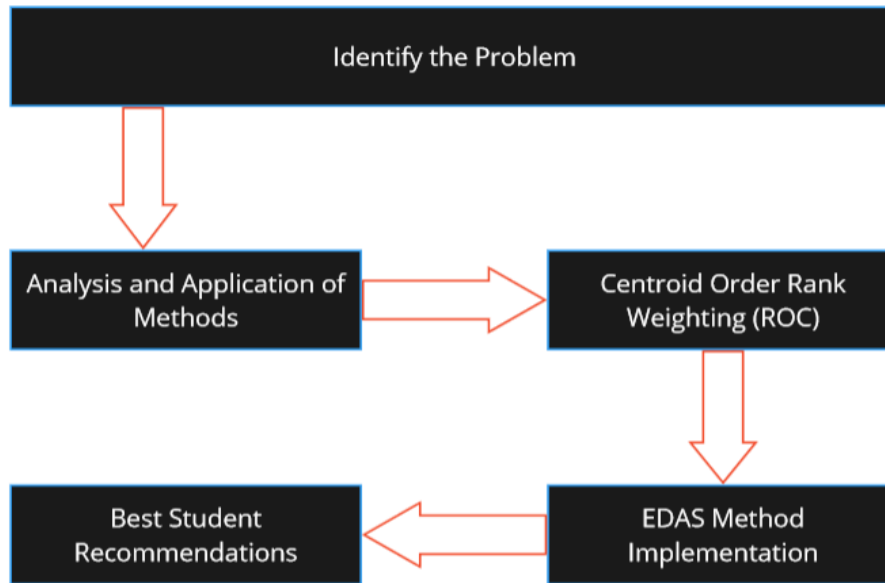 Identify the Problem
Analysis and Application of
Methods
Centroid Order Rank
Weighting (ROC)
Best Student
Recommendations
EDAS Method
Implementation